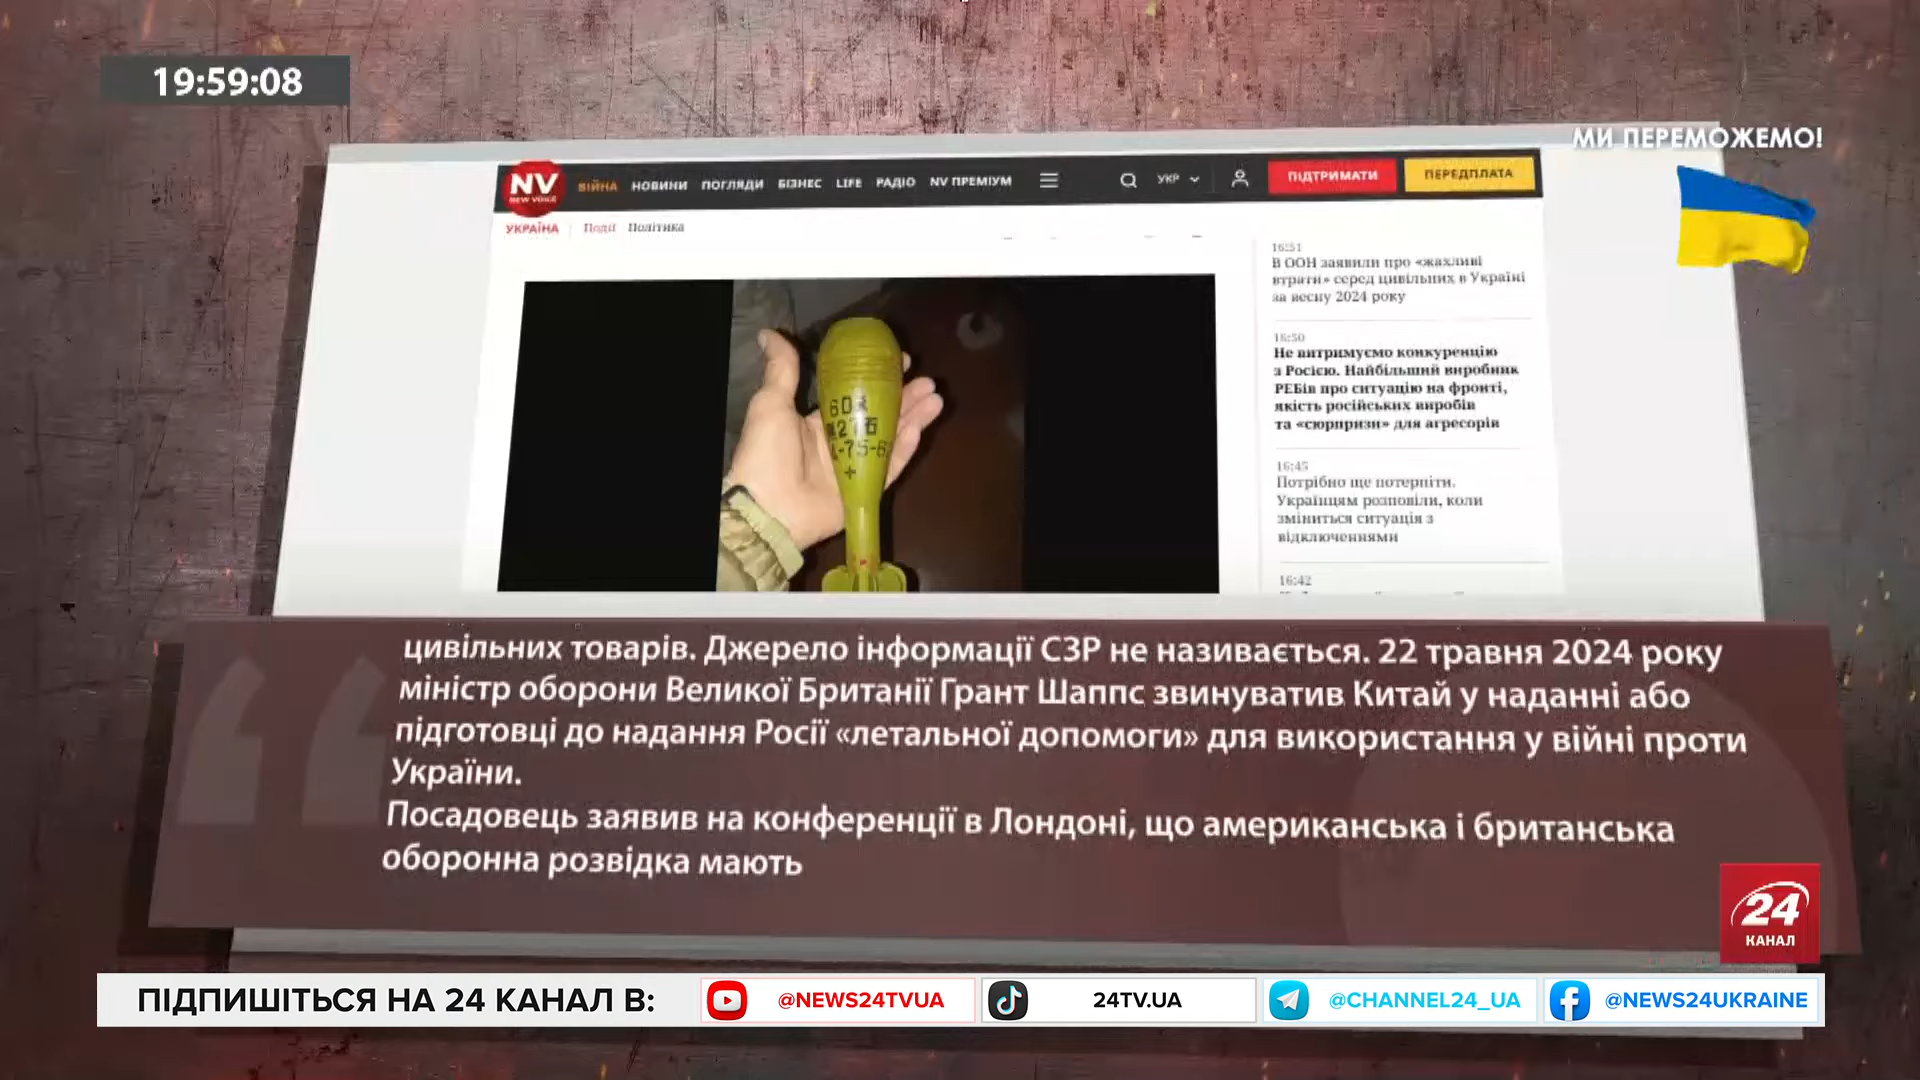 19:59:08
МИ ПЕРЕМОЖЕМО!
NV
NEW VOICE
ВІЙНА НОВИНИ ПОГЛЯДИ БІЗНЕС LIFE РАДІО NV ПРЕМІУМ УКР ПІДТРИМАТИ ПЕРЕДПЛАТА
УКРАЇНА Події Політика
16:51
В ООН заявили про «жахливі
втрати» серед цивільних в Україні
за весну 2024 року
16:50
Не витримуємо конкуренцію
з Росією. Найбільший виробник
РЕБів про ситуацію на фронті,
якість російських виробів
та «сюрпризи» для агресорів
16:45
Потрібно ще потерпіти.
Українцям розповіли, коли
зміниться ситуація з
відключеннями
16:42
цивільних товарів. Джерело інформації СЗР не називається. 22 травня 2024 року
міністр оборони Великої Британії Грант Шаппс звинуватив Китай у наданні або
підготовці до надання Росії «летальної допомоги» для використання у війні проти
України.
Посадовець заявив на конференції в Лондоні, що американська і британська
оборонна розвідка мають
24
КАНАЛ
ПІДПИШІТЬСЯ НА 24 КАНАЛ В: @NEWS24TVUA 24TV.UA @CHANNEL24_UA @NEWS24UKRAINE